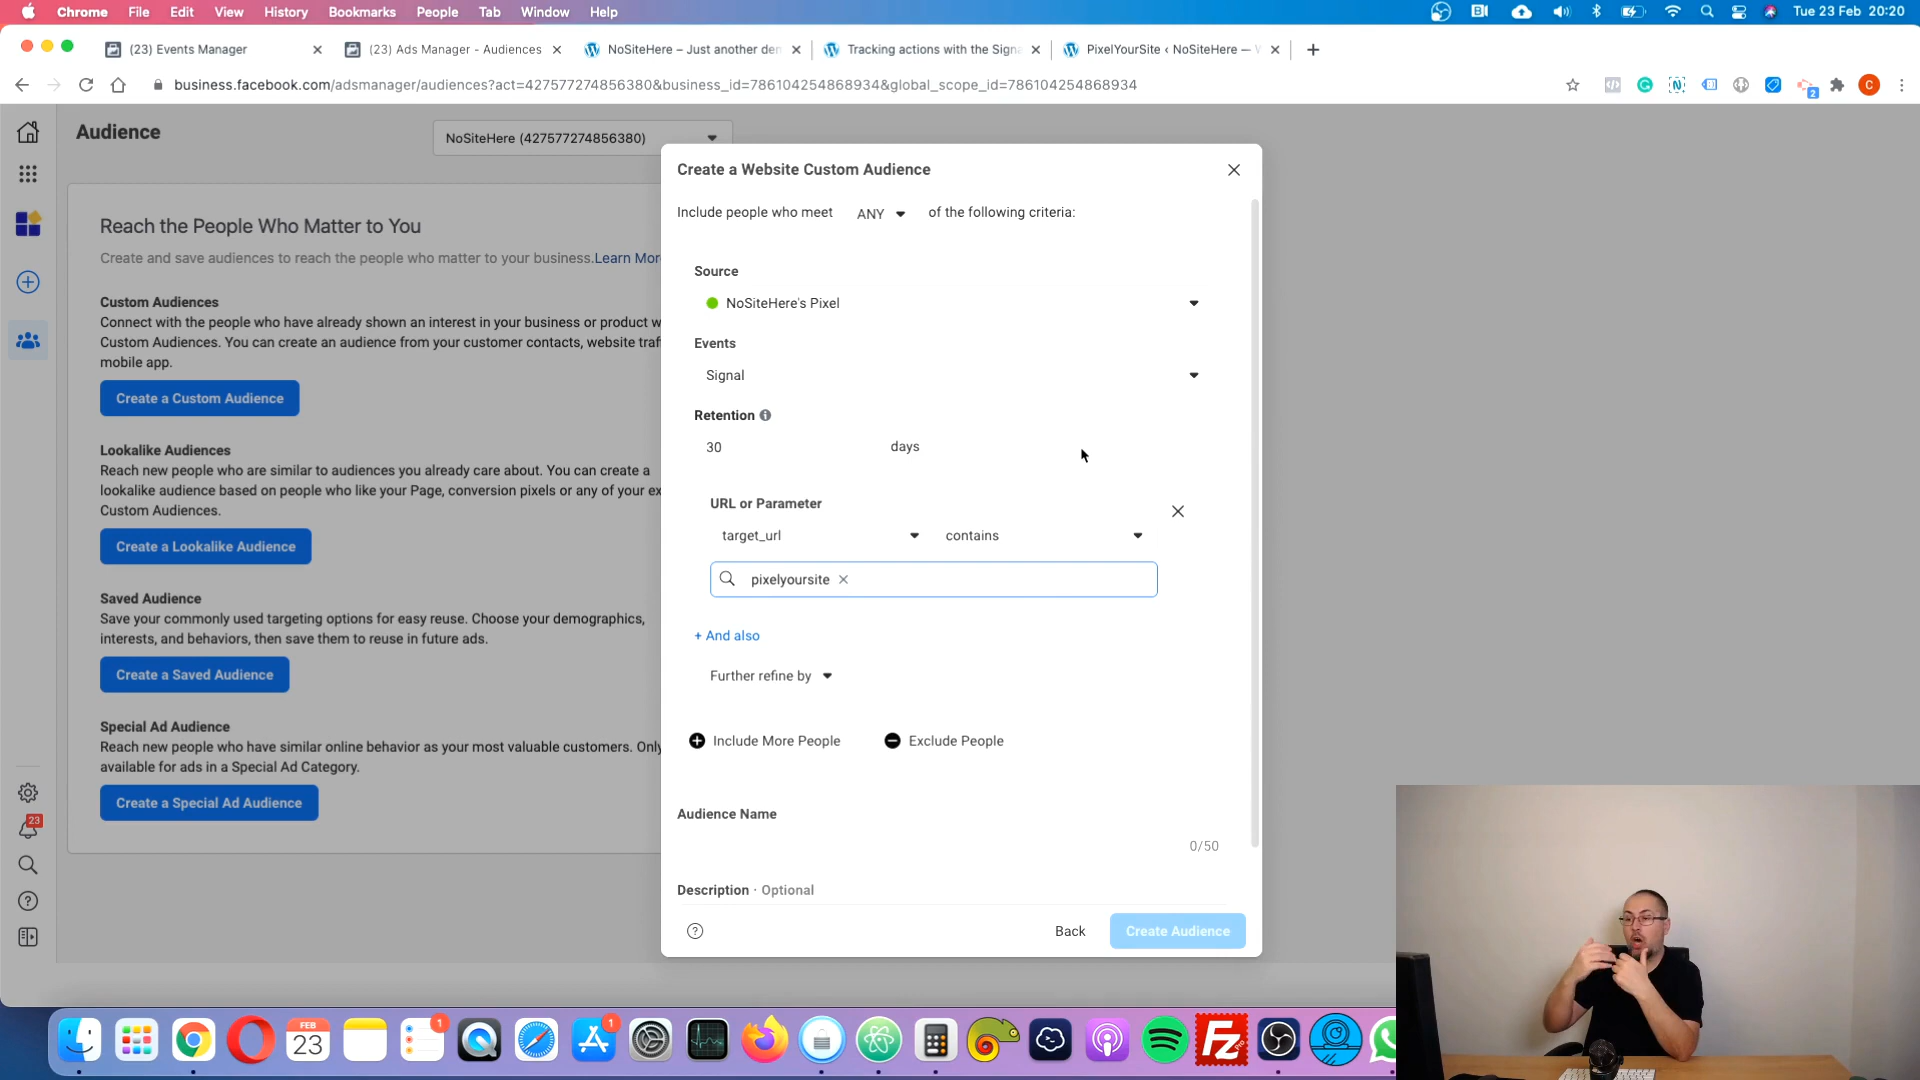 Chrome File Edit View History Bookmarks People Tab Window Help
Tue 23 Feb 20:20
(23) Events Manager
(23) Ads Manager - Audiences
NoSiteHere – Just another den
Tracking actions with the Signa
PixelYourSite ‹ NoSiteHere —
business.facebook.com/adsmanager/audiences?act=427577274856380&business_id=786104254868934&global_scope_id=786104254868934
2
C
Audience
NoSiteHere (427577274856380)
Reach the People Who Matter to You
Create and save audiences to reach the people who matter to your business.Learn Mor
Custom Audiences
Connect with the people who have already shown an interest in your business or product w
Custom Audiences. You can create an audience from your customer contacts, website traf
mobile app.
Create a Custom Audience
Lookalike Audiences
Reach new people who are similar to audiences you already care about. You can create a
lookalike audience based on people who like your Page, conversion pixels or any of your ex
Custom Audiences.
Create a Lookalike Audience
Saved Audience
Save your commonly used targeting options for easy reuse. Choose your demographics,
interests, and behaviors, then save them to reuse in future ads.
Create a Saved Audience
Special Ad Audience
Reach new people who have similar online behavior as your most valuable customers. Only
available for ads in a Special Ad Category.
Create a Special Ad Audience
23
Create a Website Custom Audience
Include people who meet ANY of the following criteria:
Source
NoSiteHere's Pixel
Events
Signal
Retention
30 days
URL or Parameter
target_url contains
pixelyoursite
+ And also
Further refine by
Include More People
Exclude People
Audience Name
0/50
Description · Optional
Back
Create Audience
FEB
23
1
1
Fz
Pro